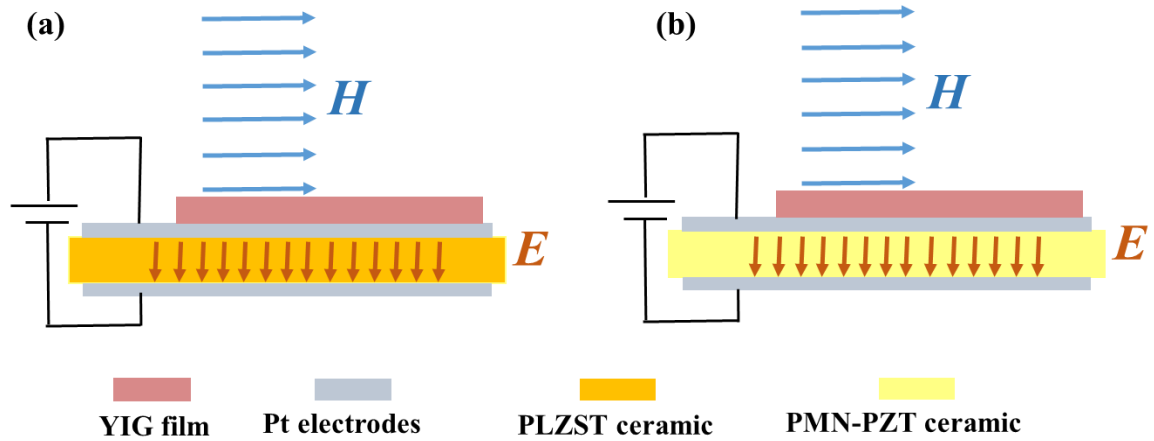 (a)
H
E
(b)
H
E
YIG film
Pt electrodes
PLZST ceramic
PMN-PZT ceramic